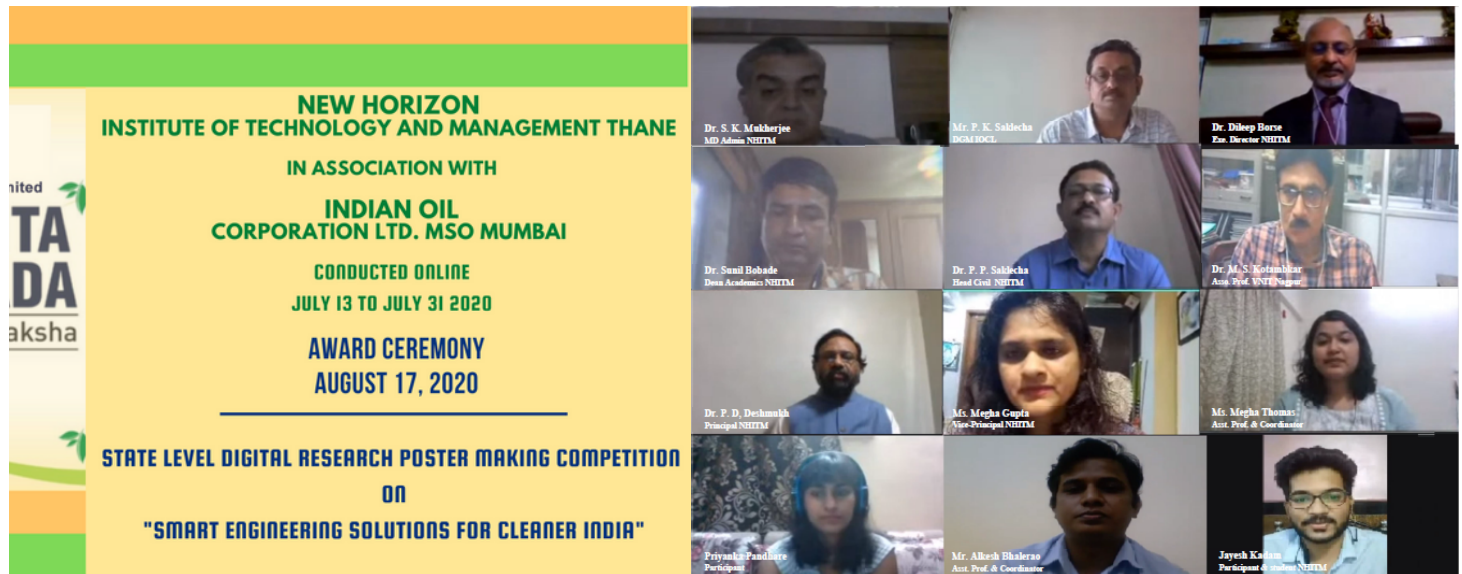 nited
TA
DA
aksha
NEW HORIZON
INSTITUTE OF TECHNOLOGY AND MANAGEMENT THANE
IN ASSOCIATION WITH
INDIAN OIL
CORPORATION LTD. MSO MUMBAI
CONDUCTED ONLINE
JULY 13 TO JULY 31 2020
AWARD CEREMONY
AUGUST 17, 2020
STATE LEVEL DIGITAL RESEARCH POSTER MAKING COMPETITION
ON
"SMART ENGINEERING SOLUTIONS FOR CLEANER INDIA"
Dr. S. K. Mukherjee
MD Admin NHITM
Mr. P. K. Saklecha
DGM IOCL
Dr. Dileep Borse
Exe. Director NHITM
Dr. Sunil Bobade
Dean Academics NHITM
Dr. P. P. Saklecha
Head Civil NHITM
Dr. M. S. Kotambkar
Asso. Prof. VNIT Nagpur
Dr. P. D, Deshmukh
Principal NHITM
Ms. Megha Gupta
Vice-Principal NHITM
Ms. Megha Thomas
Asst. Prof. & Coordinator
Priyanka Pandhare
Participant
Mr. Alkesh Bhalerao
Asst. Prof. & Coordinator
Jayesh Kadam
Participant & student NHITM